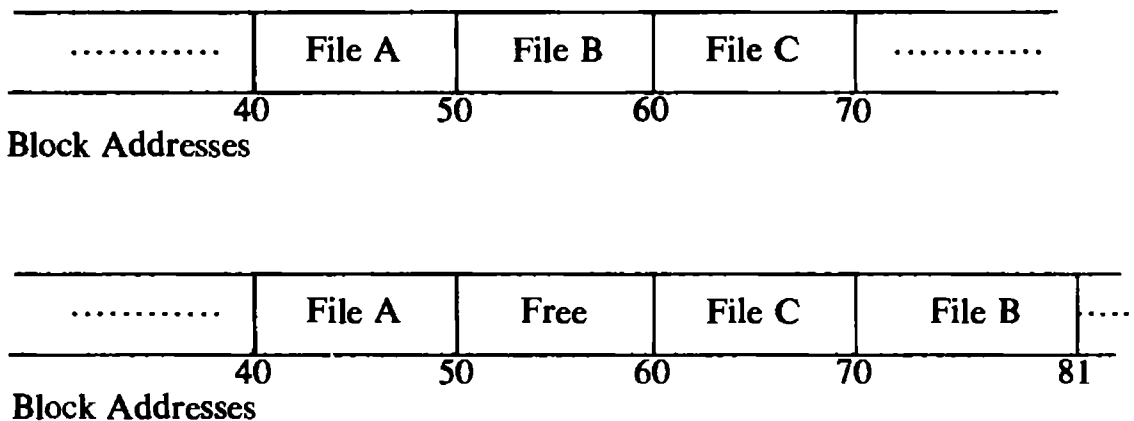 ............... File A File B File C ...............
40 50 60 70
Block Addresses
............... File A Free File C File B .....
40 50 60 70 81
Block Addresses